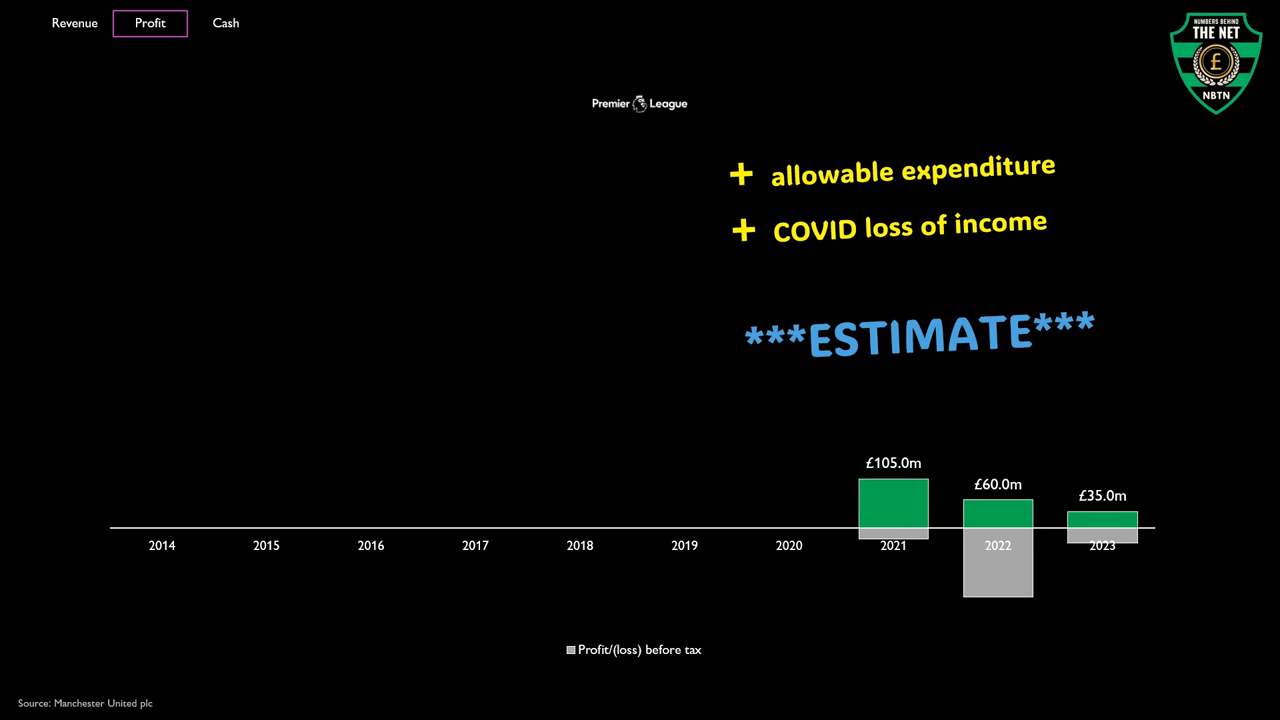 Revenue
Profit
Cash
NUMBERS BEHIND
THE NET
£
NBTN
Premier League
+ allowable expenditure
+ COVID loss of income
***ESTIMATE***
£105.0m
£60.0m
£35.0m
2014 2015 2016 2017 2018 2019 2020 2021 2022 2023
Profit/(loss) before tax
Source: Manchester United plc